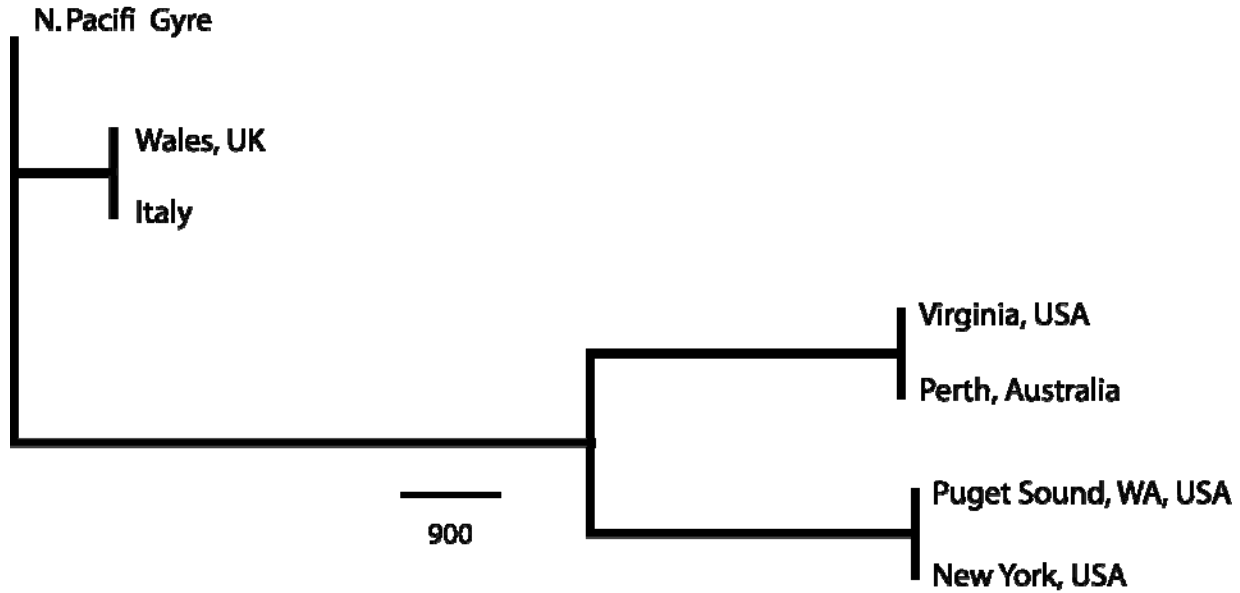 N. Pacifi Gyre
Wales, UK
Italy
Virginia, USA
Perth, Australia
900
Puget Sound, WA, USA
New York, USA